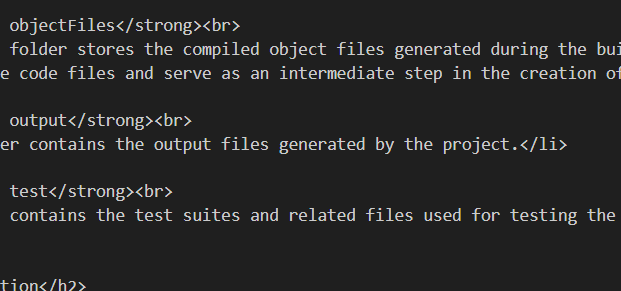 objectFiles</strong><br>
folder stores the compiled object files generated during the bui
e code files and serve as an intermediate step in the creation of
output</strong><br>
er contains the output files generated by the project.</li>
test</strong><br>
contains the test suites and related files used for testing the
tion</h2>